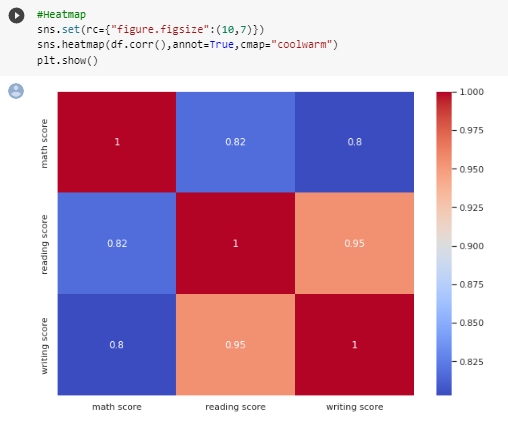 #Heatmap
sns.set(rc={"figure.figsize":(10,7)})
sns.heatmap(df.corr(),annot=True,cmap="coolwarm")
plt.show()
math score
1
0.82
0.8
reading score
0.82
1
0.95
writing score
0.8
0.95
1
math score
reading score
writing score
1.000
0.975
0.950
0.925
0.900
0.875
0.850
0.825